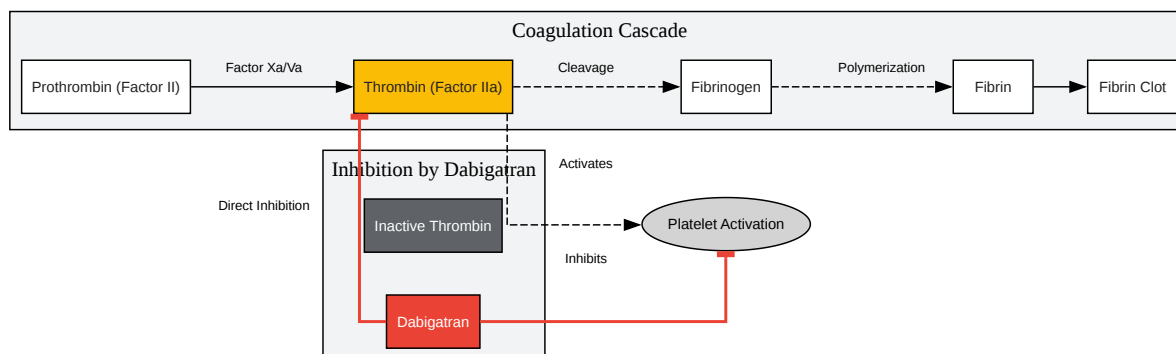 Coagulation Cascade
Prothrombin (Factor II)
Factor Xa/Va
Thrombin (Factor IIa)
Cleavage
Fibrinogen
Polymerization
Fibrin
Fibrin Clot
Inhibition by Dabigatran
Activates
Direct Inhibition
Inactive Thrombin
Platelet Activation
Inhibits
Dabigatran